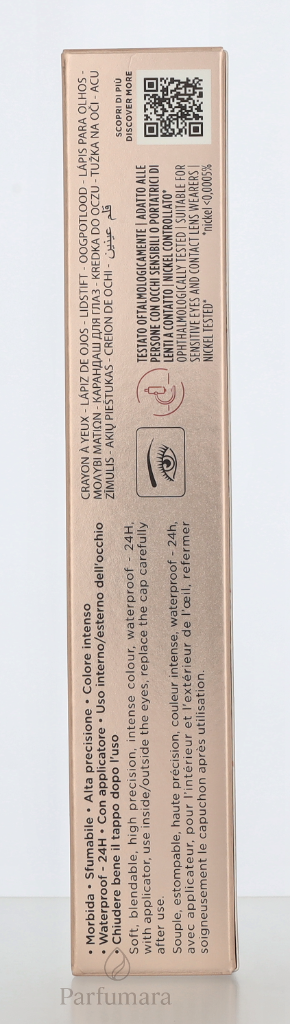 • Morbida • Sfumabile • Alta precisione • Colore intenso
• Waterproof - 24H • Con applicatore • Uso interno/esterno dell'occhio
• Chiudere bene il tappo dopo l'uso
Soft, blendable, high precision, intense colour, waterproof - 24H,
with applicator, use inside/outside the eyes, replace the cap carefully
after use.
Souple, estompable, haute précision, couleur intense, waterproof - 24h,
avec applicateur, pour l'intérieur et l'extérieur de l'œil, refermer
soigneusement le capuchon après utilisation.
CRAYON À YEUX - LÁPIZ DE OJOS - LIDSTIFT - OOGPOTLOOD - LÁPIS PARA OLHOS -
ΜΟΛΥΒΙ ΜΑΤΙΩΝ - КАРАНДАШ ДЛЯ ГЛАЗ - KREDKA DO OCZU - TUŽKA NA OČI - ACU
ZĪMULIS - AKIŲ PIEŠTUKAS - CREION DE OCHI - قلم عينين
TESTATO OFTALMOLOGICAMENTE | ADATTO ALLE
PERSONE CON OCCHI SENSIBILI O PORTATRICI DI
LENTI A CONTATTO | NICKEL CONTROLLATO*
OPHTHALMOLOGICALLY TESTED | SUITABLE FOR
SENSITIVE EYES AND CONTACT LENS WEARERS |
NICKEL TESTED*
*nickel <0,0005%
SCOPRI DI PIÙ
DISCOVER MORE
Parfumara